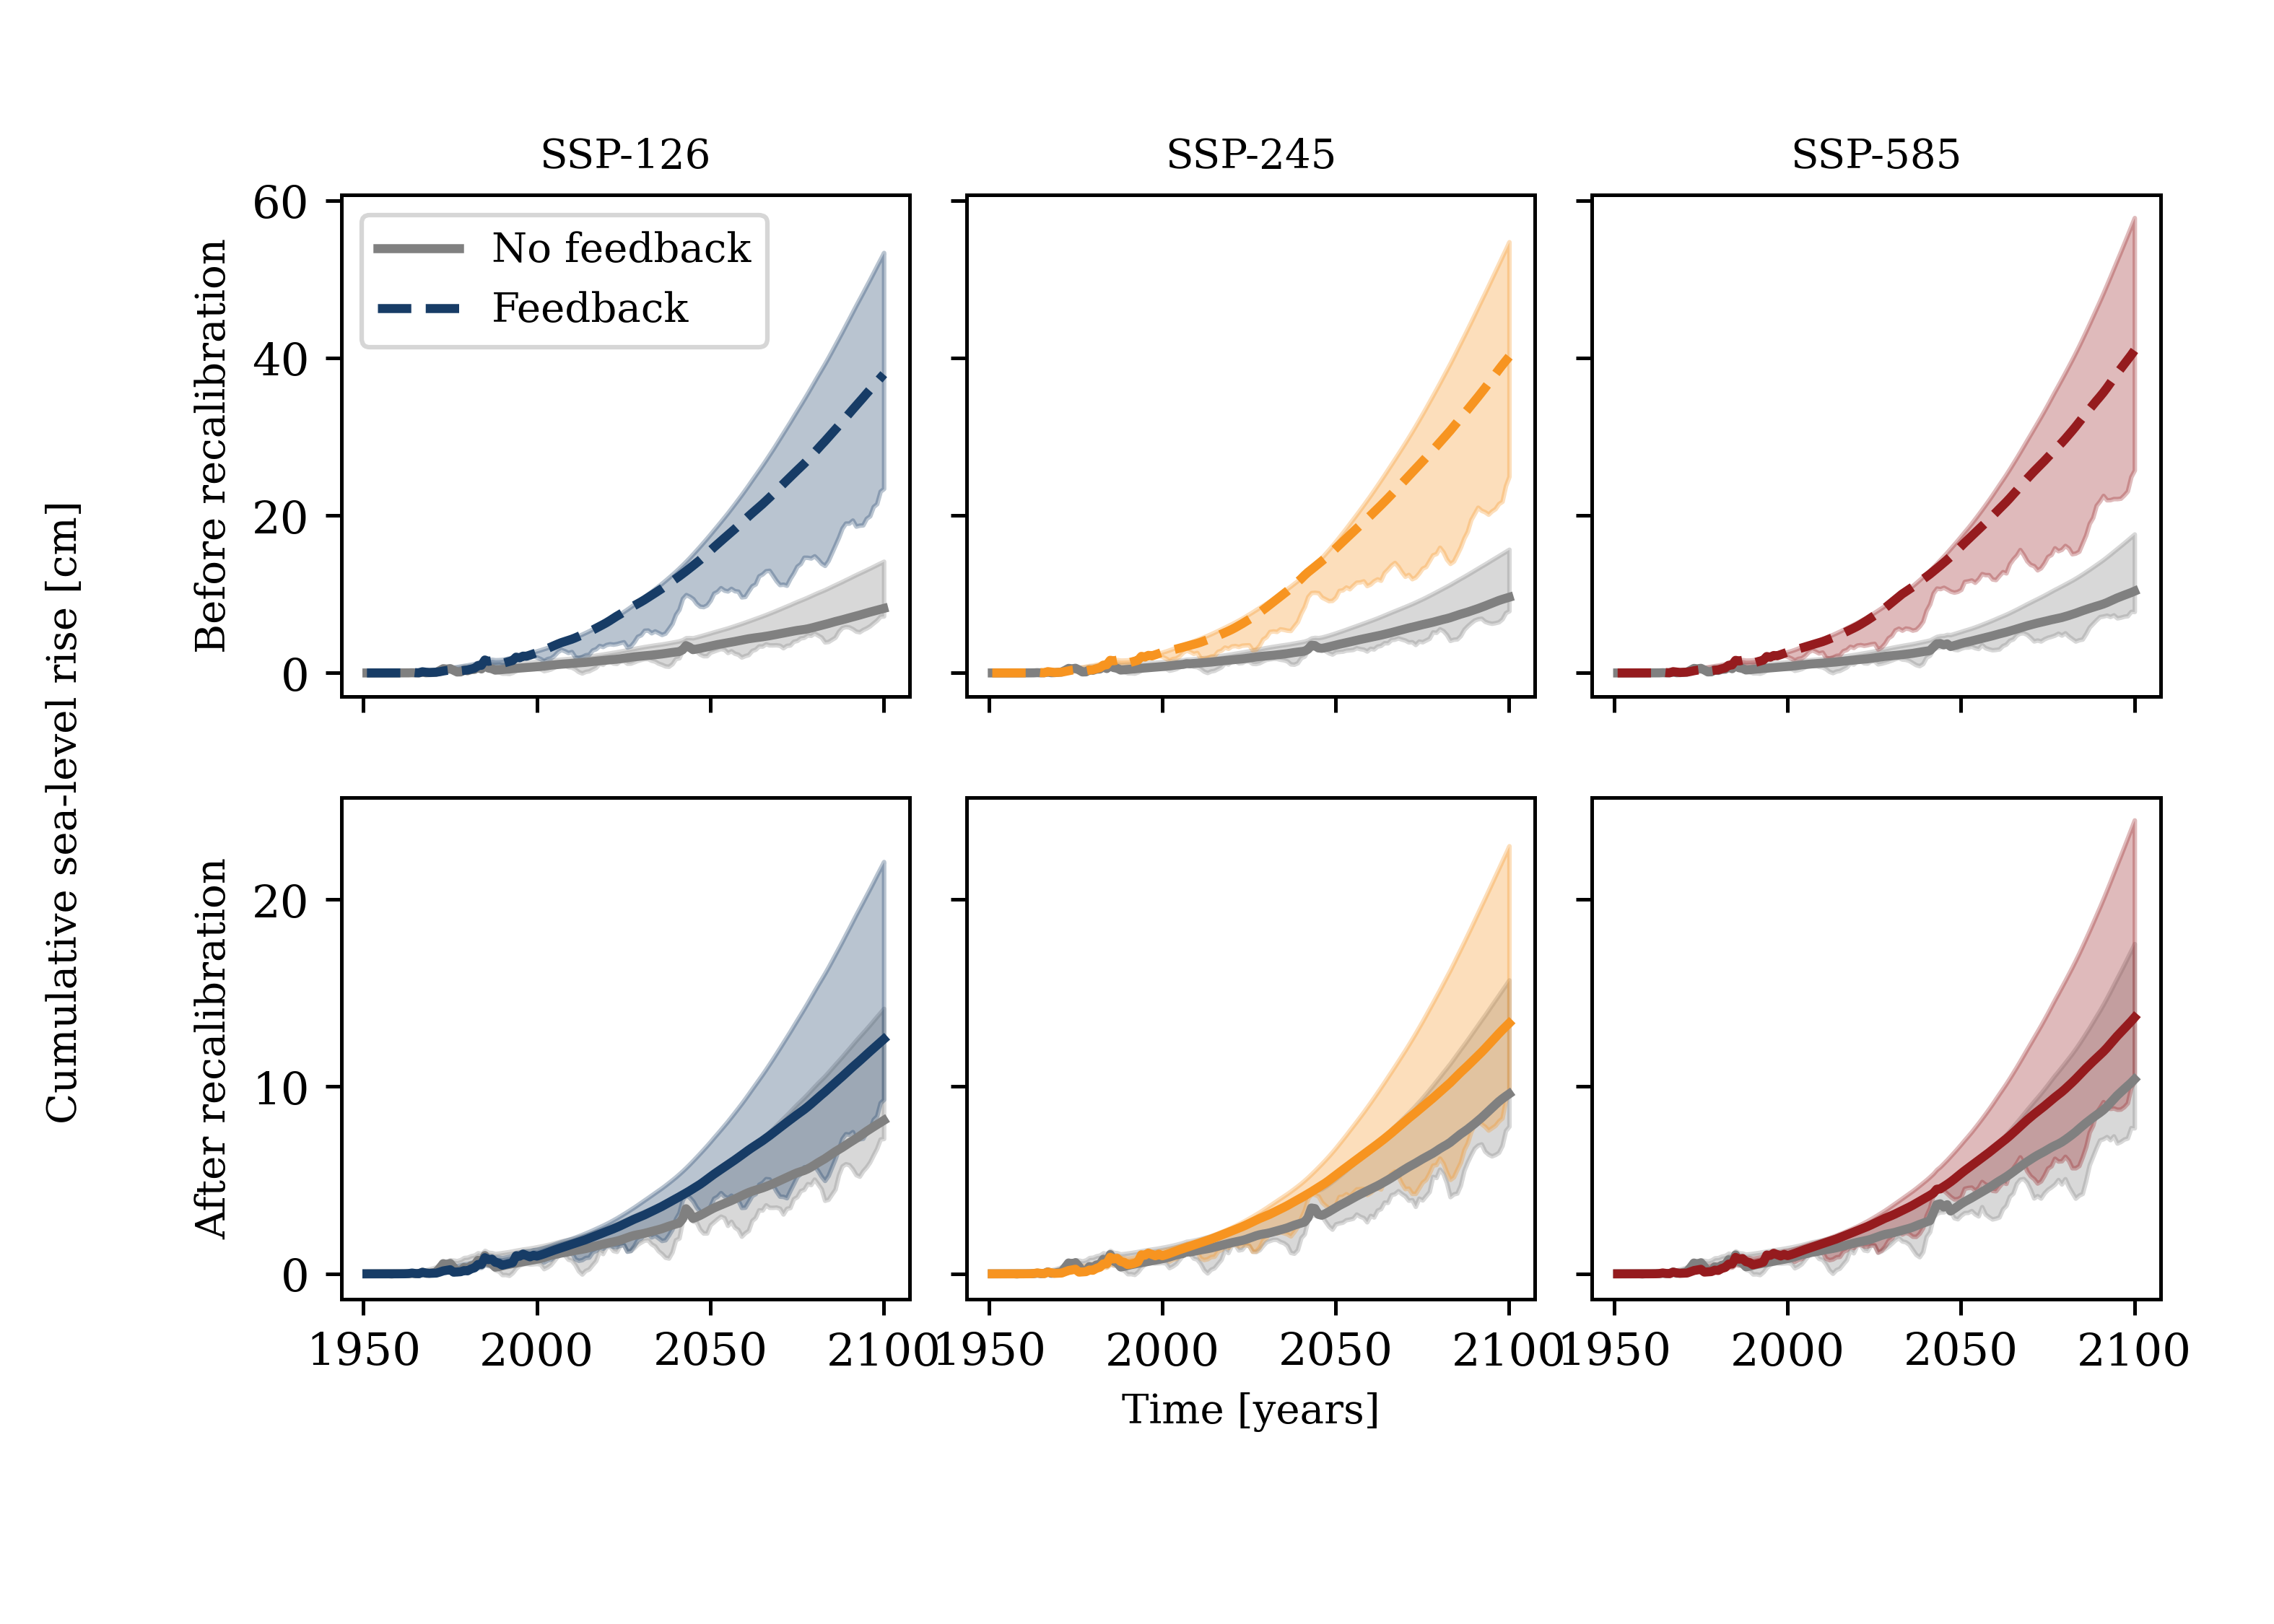 SSP-126
SSP-245
SSP-585
Cumulative sea-level rise [cm]
Before recalibration
60
40
20
0
No feedback
Feedback
After recalibration
20
10
0
1950 2000 2050 2100 1950 2000 2050 2100 1950 2000 2050 2100
Time [years]